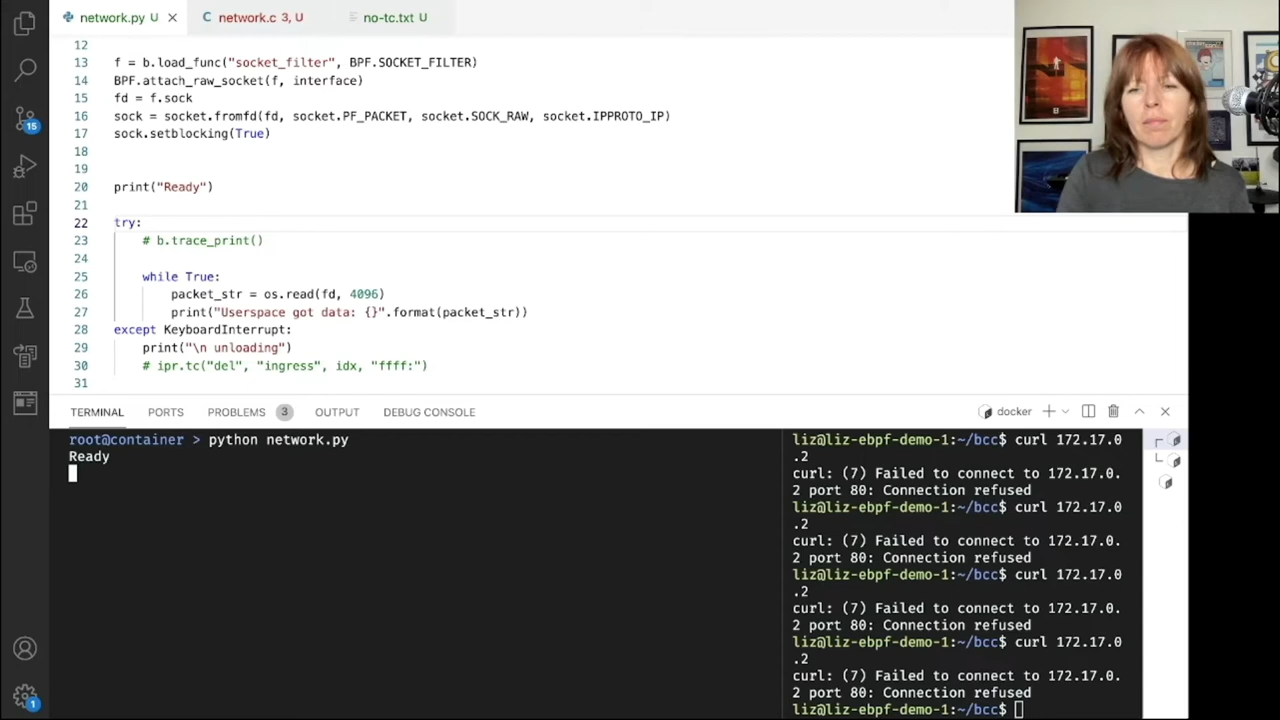 network.py U
network.c 3, U
no-tc.txt U
12
13 f = b.load_func("socket_filter", BPF.SOCKET_FILTER)
14 BPF.attach_raw_socket(f, interface)
15 fd = f.sock
16 sock = socket.fromfd(fd, socket.PF_PACKET, socket.SOCK_RAW, socket.IPPROTO_IP)
17 sock.setblocking(True)
18
19
20 print("Ready")
21
22 try:
23 # b.trace_print()
24
25 while True:
26 packet_str = os.read(fd, 4096)
27 print("Userspace got data: {}".format(packet_str))
28 except KeyboardInterrupt:
29 print("\n unloading")
30 # ipr.tc("del", "ingress", idx, "ffff:")
31
15
1
TERMINAL PORTS PROBLEMS 3 OUTPUT DEBUG CONSOLE
docker
root@container > python network.py
Ready
liz@liz-ebpf-demo-1:~/bcc$ curl 172.17.0
.2
curl: (7) Failed to connect to 172.17.0.
2 port 80: Connection refused
liz@liz-ebpf-demo-1:~/bcc$ curl 172.17.0
.2
curl: (7) Failed to connect to 172.17.0.
2 port 80: Connection refused
liz@liz-ebpf-demo-1:~/bcc$ curl 172.17.0
.2
curl: (7) Failed to connect to 172.17.0.
2 port 80: Connection refused
liz@liz-ebpf-demo-1:~/bcc$ curl 172.17.0
.2
curl: (7) Failed to connect to 172.17.0.
2 port 80: Connection refused
liz@liz-ebpf-demo-1:~/bcc$